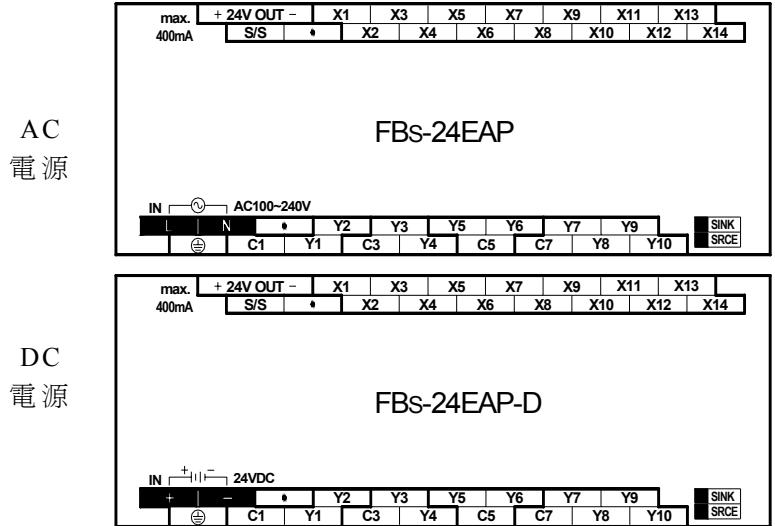 max. + 24V OUT − X1 X3 X5 X7 X9 X11 X13
400mA S/S • X2 X4 X6 X8 X10 X12 X14
AC
電源
FBs-24EAP
IN AC100~240V
L N • Y2 Y3 Y5 Y6 Y7 Y9 SINK
C1 Y1 C3 Y4 C5 C7 Y8 Y10 SRCE
max. + 24V OUT − X1 X3 X5 X7 X9 X11 X13
400mA S/S • X2 X4 X6 X8 X10 X12 X14
DC
電源
FBs-24EAP-D
+ −
IN 24VDC
+ − • Y2 Y3 Y5 Y6 Y7 Y9 SINK
C1 Y1 C3 Y4 C5 C7 Y8 Y10 SRCE